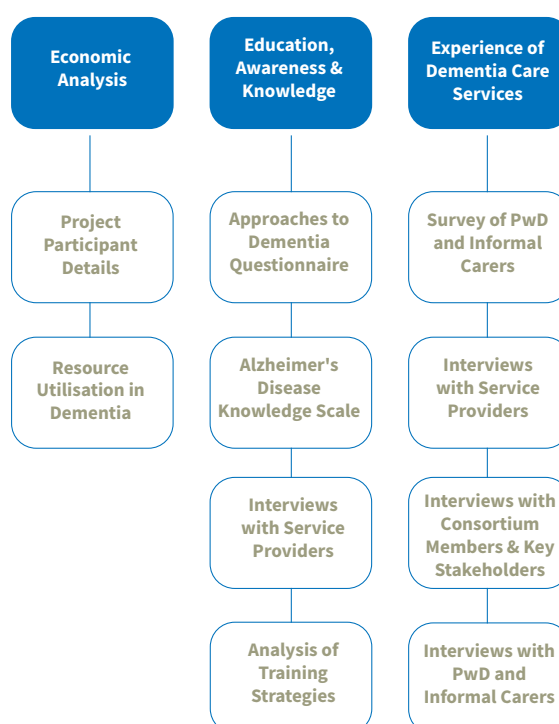 Economic
Analysis
Project
Participant
Details
Resource
Utilisation in
Dementia
Education,
Awareness &
Knowledge
Approaches to
Dementia
Questionnaire
Alzheimer's
Disease
Knowledge Scale
Interviews
with Service
Providers
Analysis of
Training
Strategies
Experience of
Dementia Care
Services
Survey of PwD
and Informal
Carers
Interviews
with Service
Providers
Interviews with
Consortium
Members & Key
Stakeholders
Interviews with
PwD and
Informal Carers